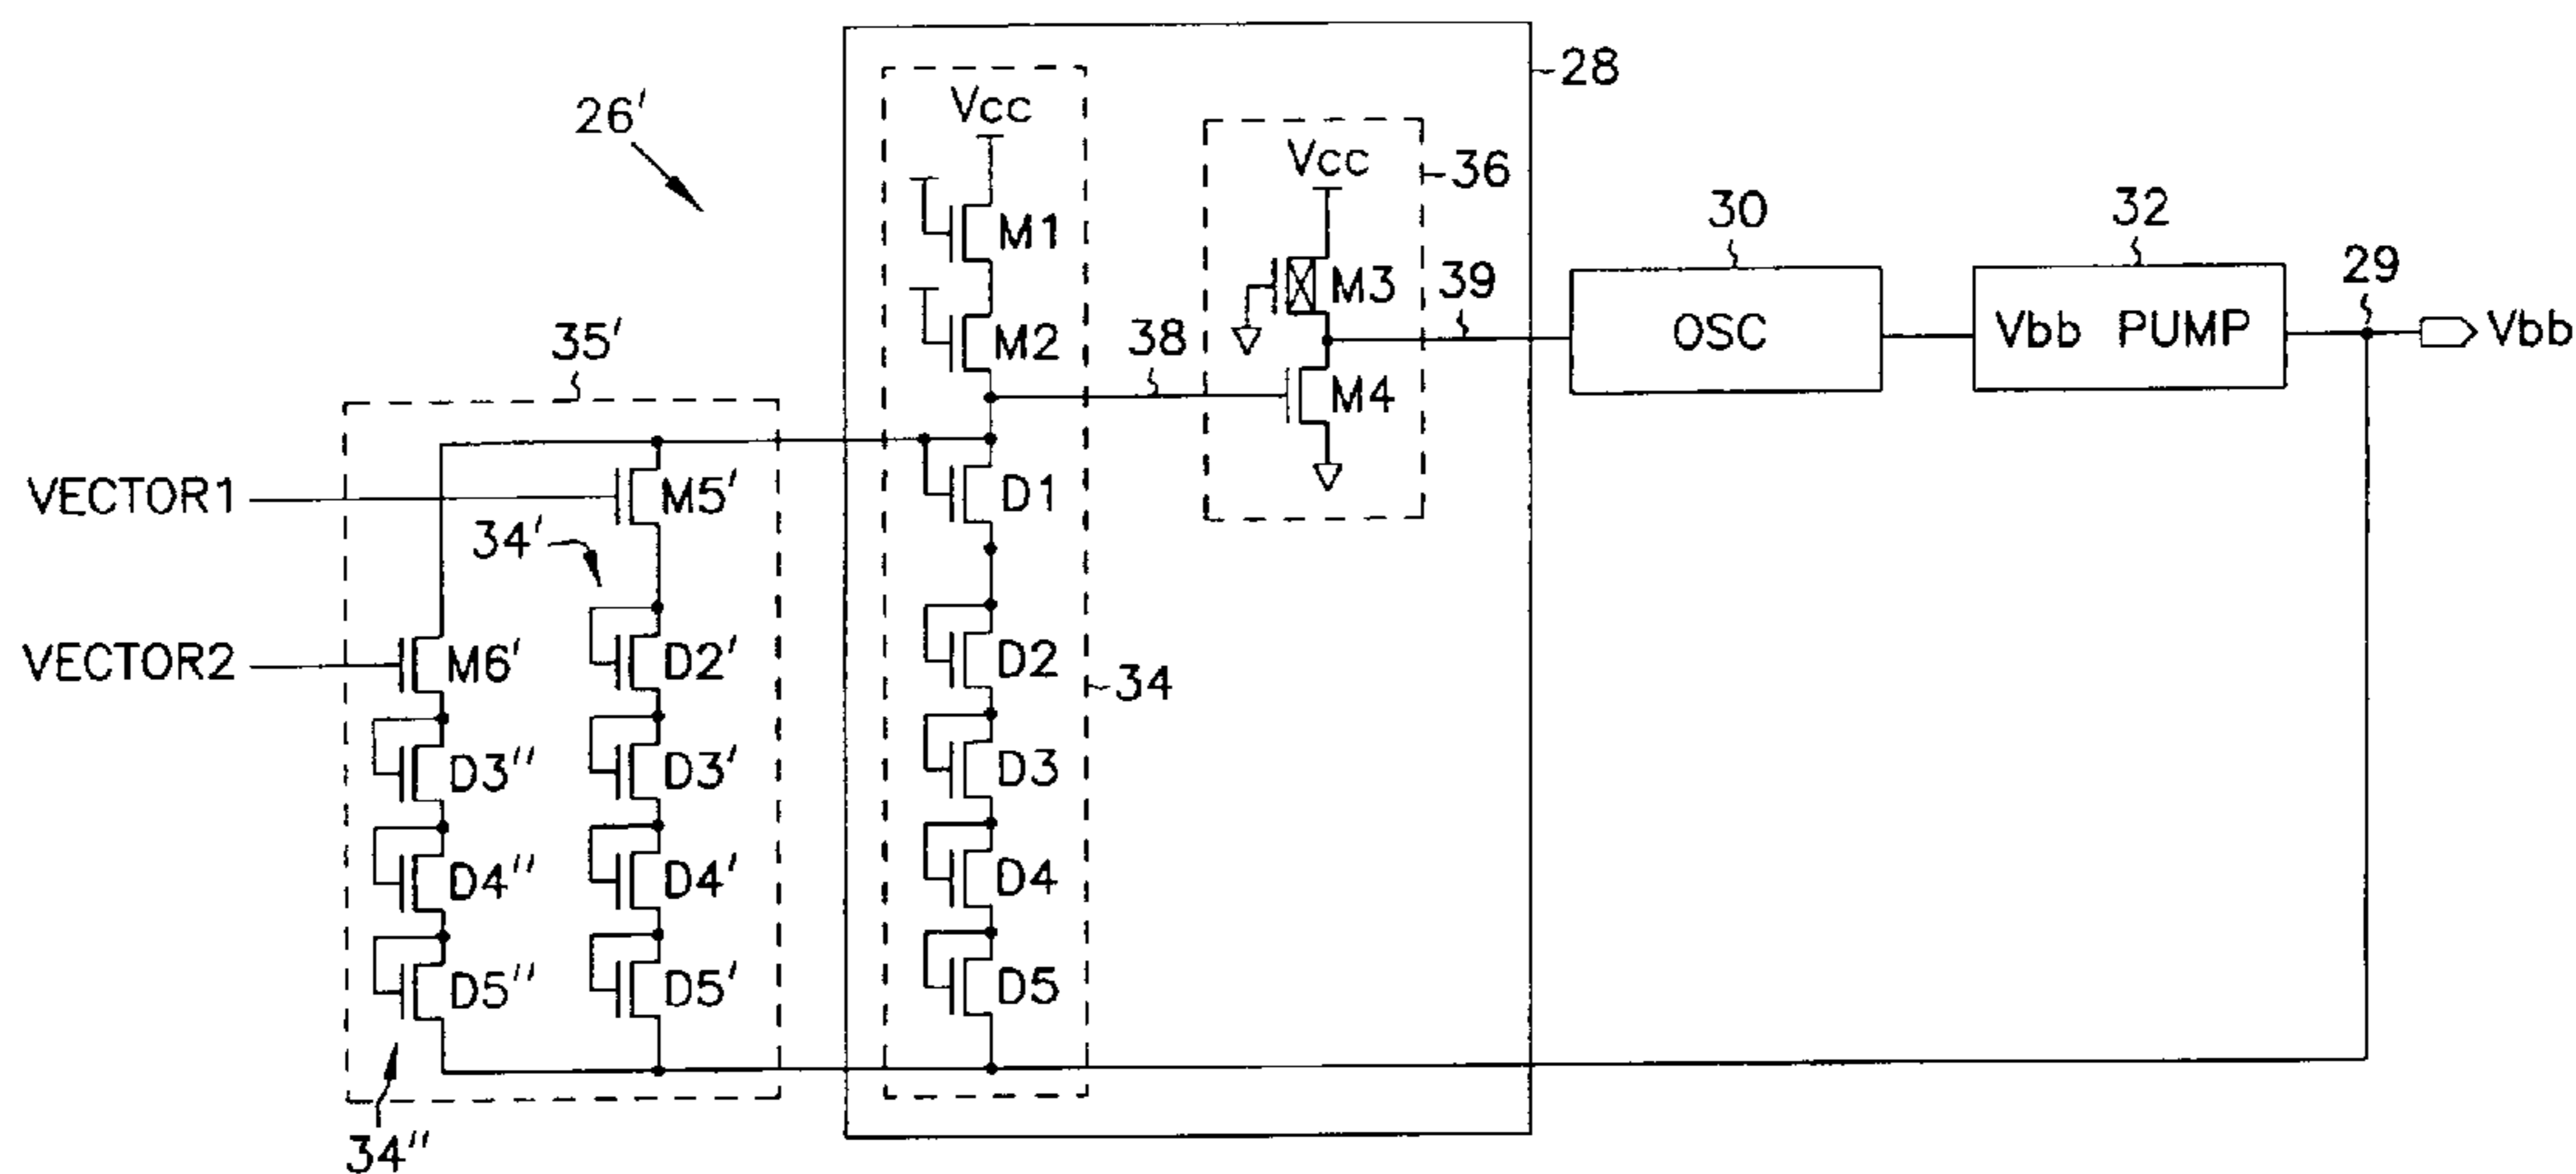 26'
28
Vcc
Vcc
36
M1
M3
39
30
OSC
32
Vbb PUMP
29
Vbb
M2
38
M4
35'
VECTOR1
M5'
D1
34'
VECTOR2
M6'
D2'
D2
34
D3''
D3'
D3
D4''
D4'
D4
D5''
D5'
D5
34''